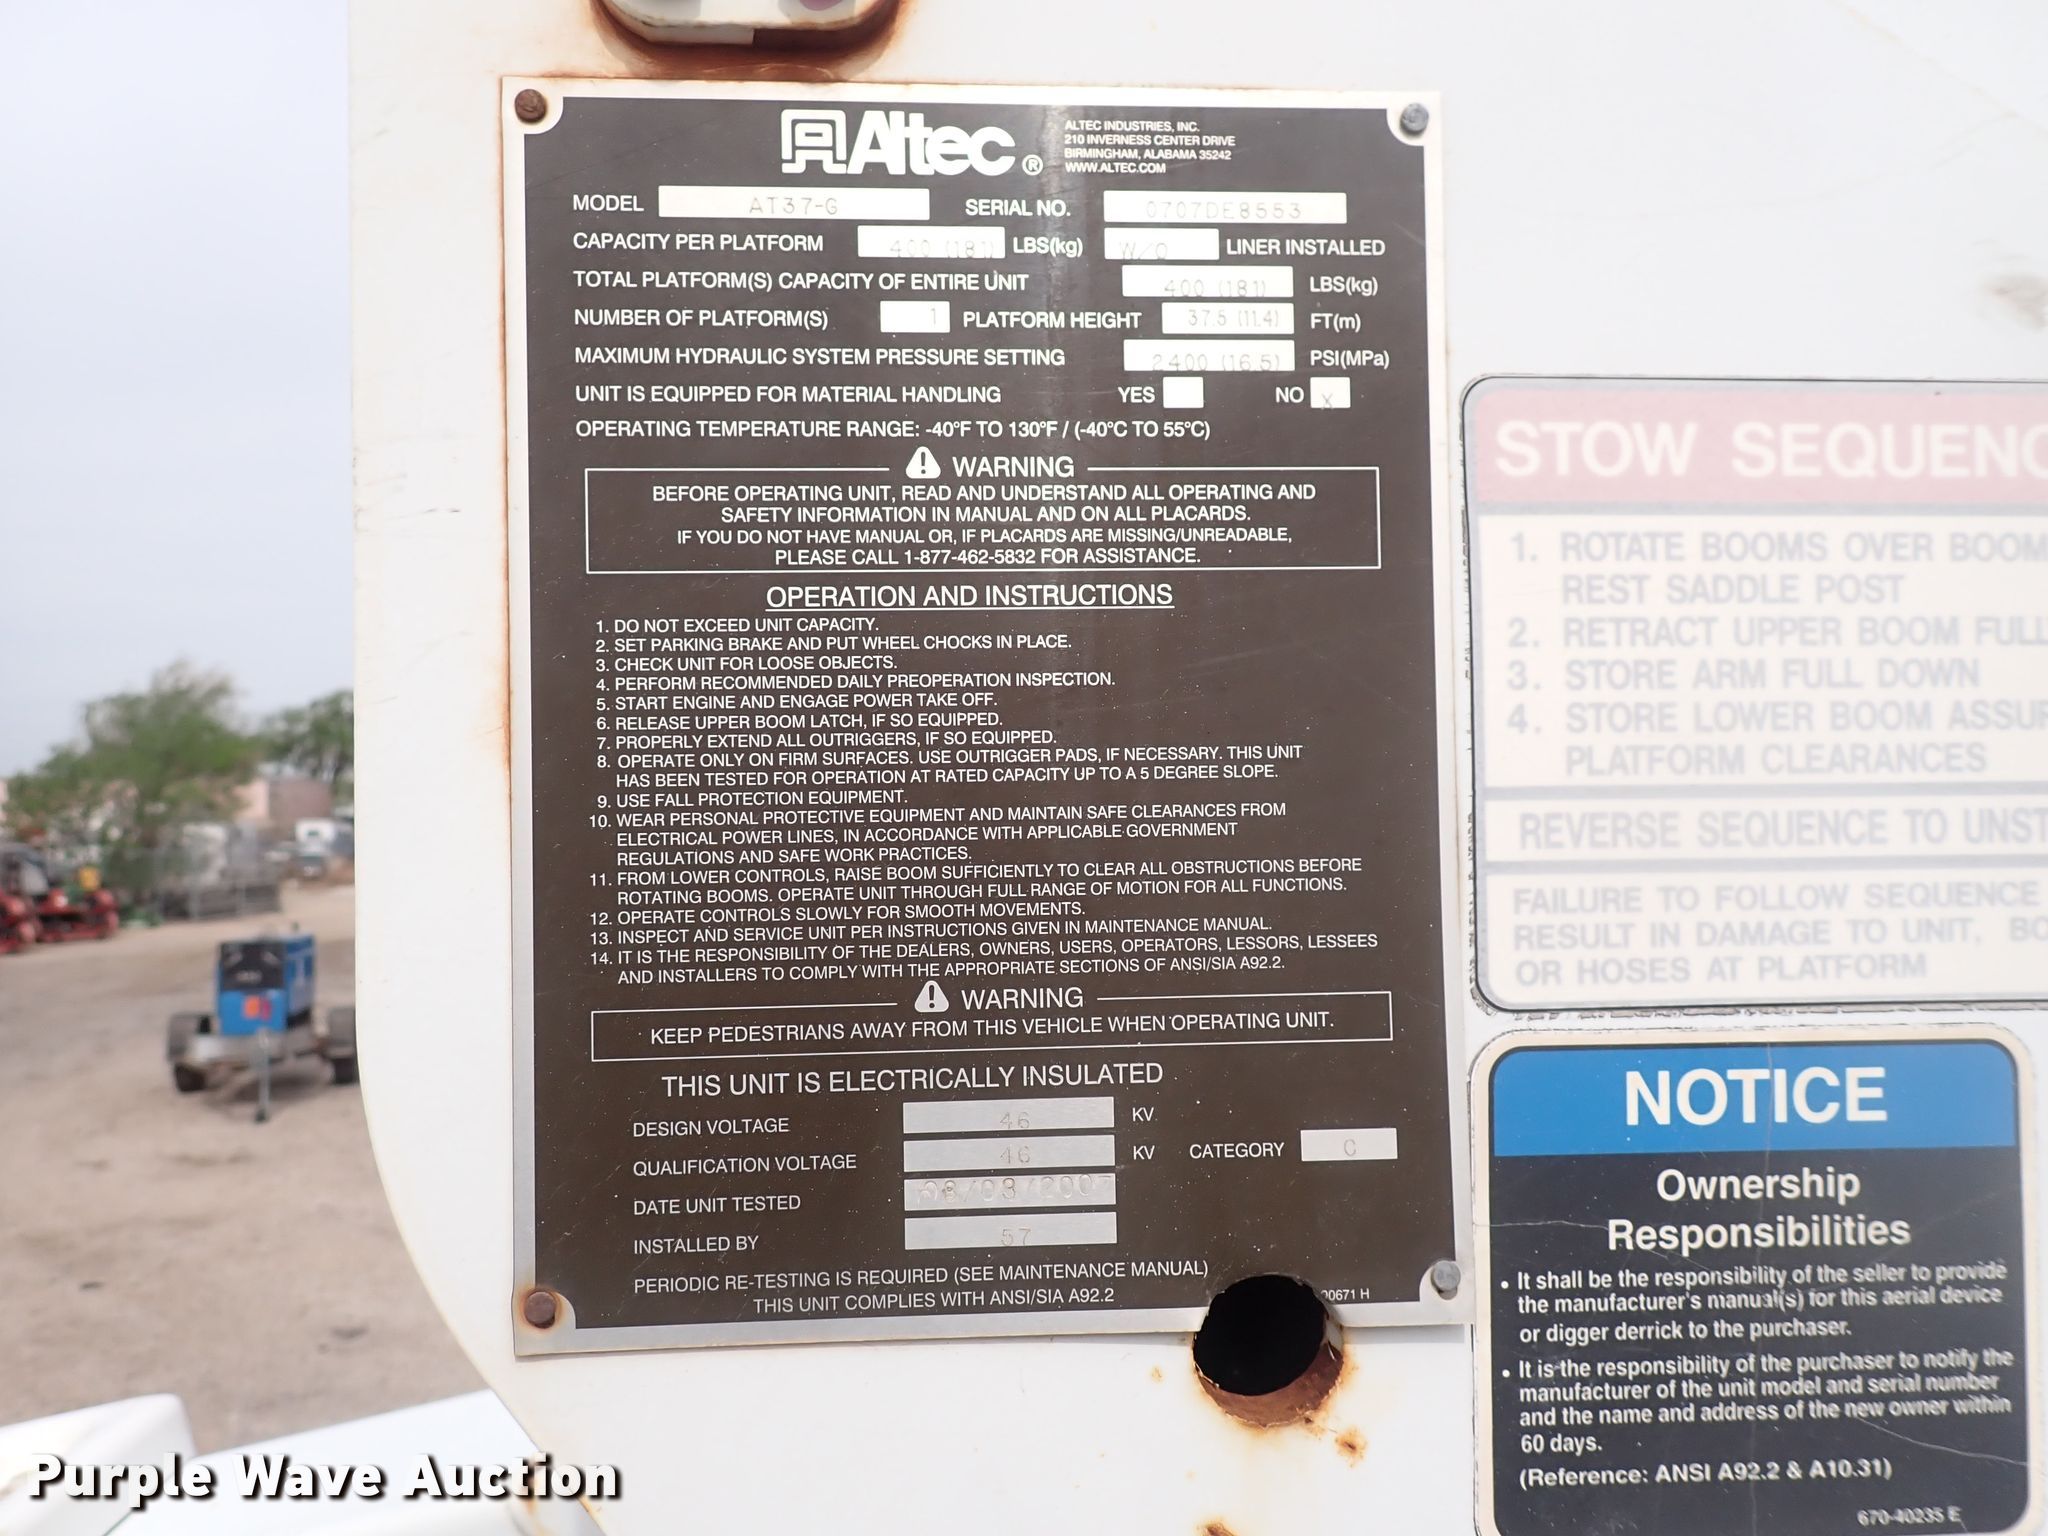 Altec®
ALTEC INDUSTRIES, INC.
210 INVERNESS CENTER DRIVE
BIRMINGHAM, ALABAMA 35242
WWW.ALTEC.COM
MODEL AT37-G SERIAL NO. 0707DE8553
CAPACITY PER PLATFORM 400 (181) LBS(kg) W/O LINER INSTALLED
TOTAL PLATFORM(S) CAPACITY OF ENTIRE UNIT 400 (181) LBS(kg)
NUMBER OF PLATFORM(S) 1 PLATFORM HEIGHT 37.5 (11.4) FT(m)
MAXIMUM HYDRAULIC SYSTEM PRESSURE SETTING 2400 (16.5) PSI(MPa)
UNIT IS EQUIPPED FOR MATERIAL HANDLING YES NO X
OPERATING TEMPERATURE RANGE: -40°F TO 130°F / (-40°C TO 55°C)
WARNING
BEFORE OPERATING UNIT, READ AND UNDERSTAND ALL OPERATING AND
SAFETY INFORMATION IN MANUAL AND ON ALL PLACARDS.
IF YOU DO NOT HAVE MANUAL OR, IF PLACARDS ARE MISSING/UNREADABLE,
PLEASE CALL 1-877-462-5832 FOR ASSISTANCE.
OPERATION AND INSTRUCTIONS
1. DO NOT EXCEED UNIT CAPACITY.
2. SET PARKING BRAKE AND PUT WHEEL CHOCKS IN PLACE.
3. CHECK UNIT FOR LOOSE OBJECTS.
4. PERFORM RECOMMENDED DAILY PREOPERATION INSPECTION.
5. START ENGINE AND ENGAGE POWER TAKE OFF.
6. RELEASE UPPER BOOM LATCH, IF SO EQUIPPED.
7. PROPERLY EXTEND ALL OUTRIGGERS, IF SO EQUIPPED.
8. OPERATE ONLY ON FIRM SURFACES. USE OUTRIGGER PADS, IF NECESSARY. THIS UNIT
HAS BEEN TESTED FOR OPERATION AT RATED CAPACITY UP TO A 5 DEGREE SLOPE.
9. USE FALL PROTECTION EQUIPMENT.
10. WEAR PERSONAL PROTECTIVE EQUIPMENT AND MAINTAIN SAFE CLEARANCES FROM
ELECTRICAL POWER LINES, IN ACCORDANCE WITH APPLICABLE GOVERNMENT
REGULATIONS AND SAFE WORK PRACTICES.
11. FROM LOWER CONTROLS, RAISE BOOM SUFFICIENTLY TO CLEAR ALL OBSTRUCTIONS BEFORE
ROTATING BOOMS. OPERATE UNIT THROUGH FULL RANGE OF MOTION FOR ALL FUNCTIONS.
12. OPERATE CONTROLS SLOWLY FOR SMOOTH MOVEMENTS.
13. INSPECT AND SERVICE UNIT PER INSTRUCTIONS GIVEN IN MAINTENANCE MANUAL.
14. IT IS THE RESPONSIBILITY OF THE DEALERS, OWNERS, USERS, OPERATORS, LESSORS, LESSEES
AND INSTALLERS TO COMPLY WITH THE APPROPRIATE SECTIONS OF ANSI/SIA A92.2.
WARNING
KEEP PEDESTRIANS AWAY FROM THIS VEHICLE WHEN OPERATING UNIT.
THIS UNIT IS ELECTRICALLY INSULATED
DESIGN VOLTAGE 46 KV
QUALIFICATION VOLTAGE 46 KV CATEGORY C
DATE UNIT TESTED 08/03/2007
INSTALLED BY 57
PERIODIC RE-TESTING IS REQUIRED (SEE MAINTENANCE MANUAL)
THIS UNIT COMPLIES WITH ANSI/SIA A92.2
00671 H
STOW SEQUENC
1. ROTATE BOOMS OVER BOOM
REST SADDLE POST
2. RETRACT UPPER BOOM FULL
3. STORE ARM FULL DOWN
4. STORE LOWER BOOM ASSUR
PLATFORM CLEARANCES
REVERSE SEQUENCE TO UNST
FAILURE TO FOLLOW SEQUENCE
RESULT IN DAMAGE TO UNIT, BO
OR HOSES AT PLATFORM
NOTICE
Ownership
Responsibilities
• It shall be the responsibility of the seller to provide
the manufacturer's manual(s) for this aerial device
or digger derrick to the purchaser.
• It is the responsibility of the purchaser to notify the
manufacturer of the unit model and serial number
and the name and address of the new owner within
60 days.
(Reference: ANSI A92.2 & A10.31)
670-40235 E
Purple Wave Auction